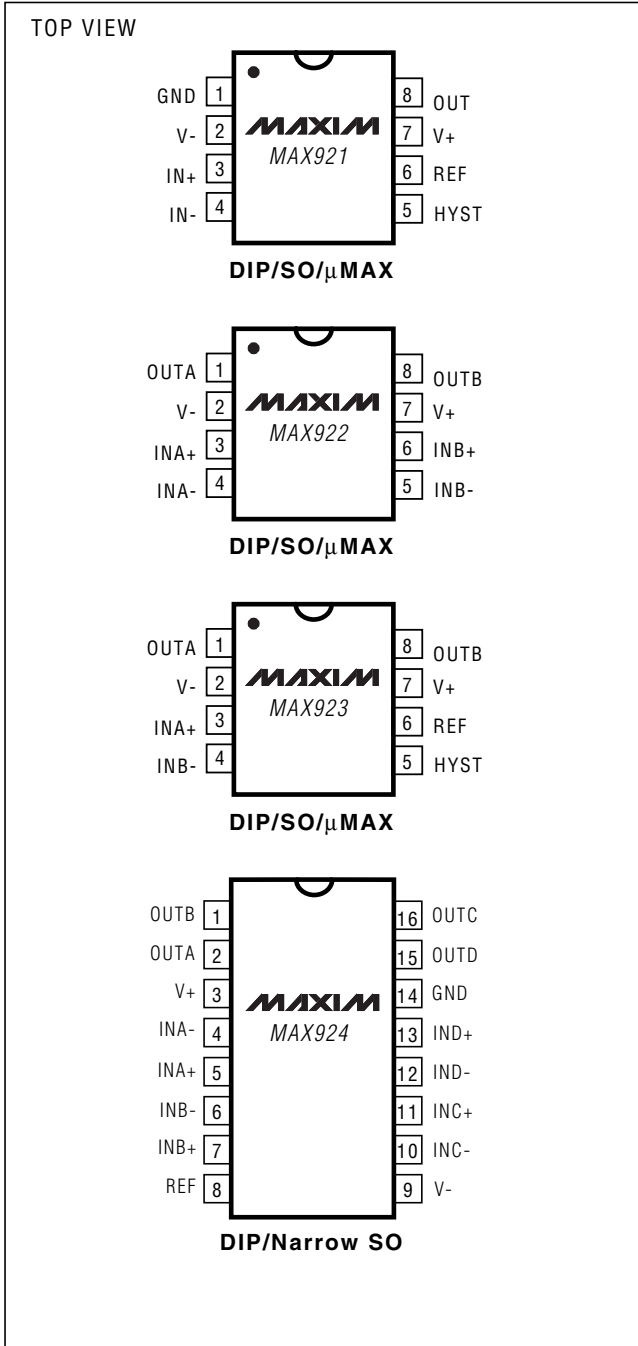 TOP VIEW
GND 1 8 OUT
V- 2 MAXIM 7 V+
MAX921
IN+ 3 6 REF
IN- 4 5 HYST
DIP/SO/μMAX
OUTA 1 8 OUTB
V- 2 MAXIM 7 V+
MAX922
INA+ 3 6 INB+
INA- 4 5 INB-
DIP/SO/μMAX
OUTA 1 8 OUTB
V- 2 MAXIM 7 V+
MAX923
INA+ 3 6 REF
INB- 4 5 HYST
DIP/SO/μMAX
OUTB 1 16 OUTC
OUTA 2 15 OUTD
V+ 3 MAXIM 14 GND
INA- 4 MAX924 13 IND+
INA+ 5 12 IND-
INB- 6 11 INC+
INB+ 7 10 INC-
REF 8 9 V-
DIP/Narrow SO